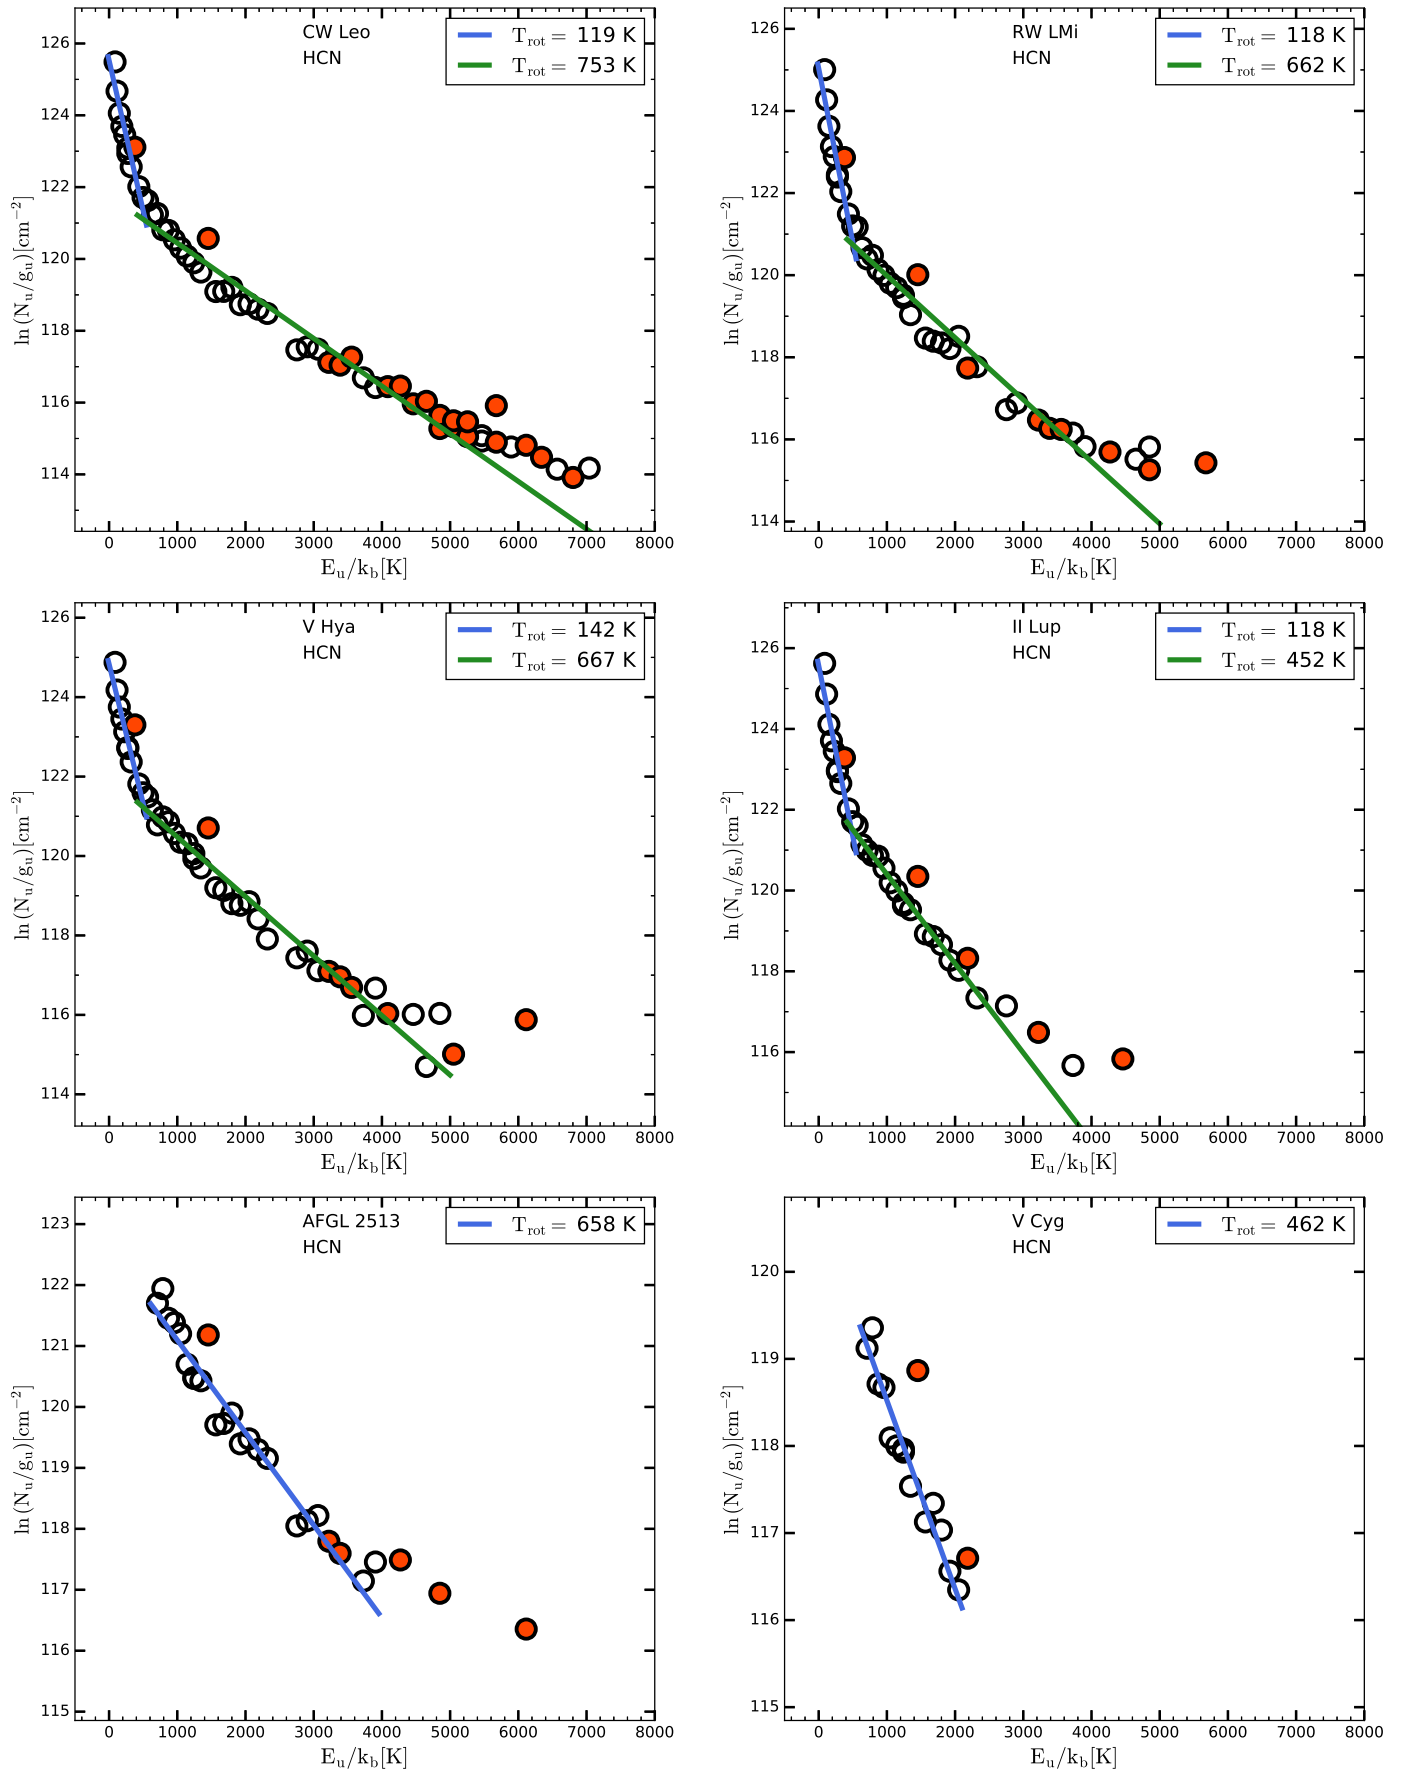 CW Leo
HCN
T_rot = 119 K
T_rot = 753 K
126
124
122
120
118
116
114
ln (N_u/g_u)[cm^−2]
0 1000 2000 3000 4000 5000 6000 7000 8000
E_u/k_b[K]
RW LMi
HCN
T_rot = 118 K
T_rot = 662 K
126
124
122
120
118
116
114
ln (N_u/g_u)[cm^−2]
0 1000 2000 3000 4000 5000 6000 7000 8000
E_u/k_b[K]
V Hya
HCN
T_rot = 142 K
T_rot = 667 K
126
124
122
120
118
116
114
ln (N_u/g_u)[cm^−2]
0 1000 2000 3000 4000 5000 6000 7000 8000
E_u/k_b[K]
II Lup
HCN
T_rot = 118 K
T_rot = 452 K
126
124
122
120
118
116
ln (N_u/g_u)[cm^−2]
0 1000 2000 3000 4000 5000 6000 7000 8000
E_u/k_b[K]
AFGL 2513
HCN
T_rot = 658 K
123
122
121
120
119
118
117
116
115
ln (N_u/g_u)[cm^−2]
0 1000 2000 3000 4000 5000 6000 7000 8000
E_u/k_b[K]
V Cyg
HCN
T_rot = 462 K
120
119
118
117
116
115
ln (N_u/g_u)[cm^−2]
0 1000 2000 3000 4000 5000 6000 7000 8000
E_u/k_b[K]